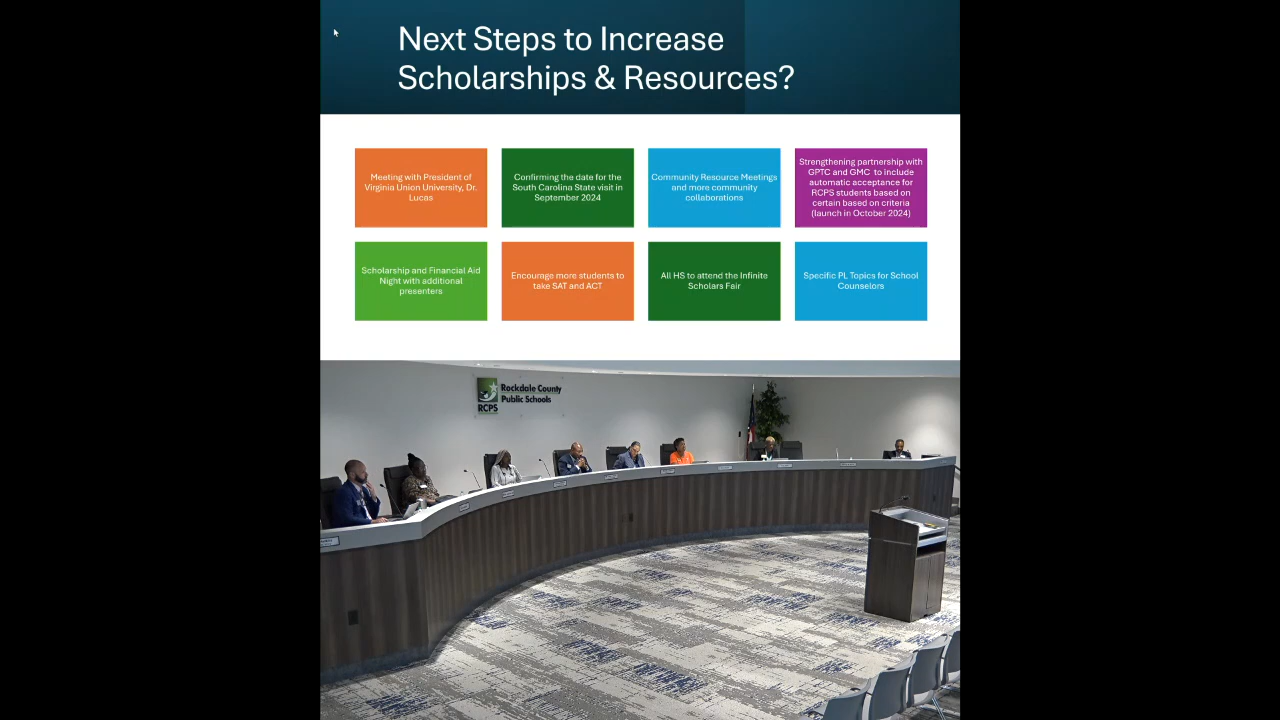 Next Steps to Increase
Scholarships & Resources?
Meeting with President of
Virginia Union University, Dr.
Lucas
Confirming the date for the
South Carolina State visit in
September 2024
Community Resource Meetings
and more community
collaborations
Strengthening partnership with
GPTC and GMC to include
automatic acceptance for
RCPS students based on
certain based on criteria
(launch in October 2024)
Scholarship and Financial Aid
Night with additional
presenters
Encourage more students to
take SAT and ACT
All HS to attend the Infinite
Scholars Fair
Specific PL Topics for School
Counselors
Rockdale County
Public Schools
RCPS